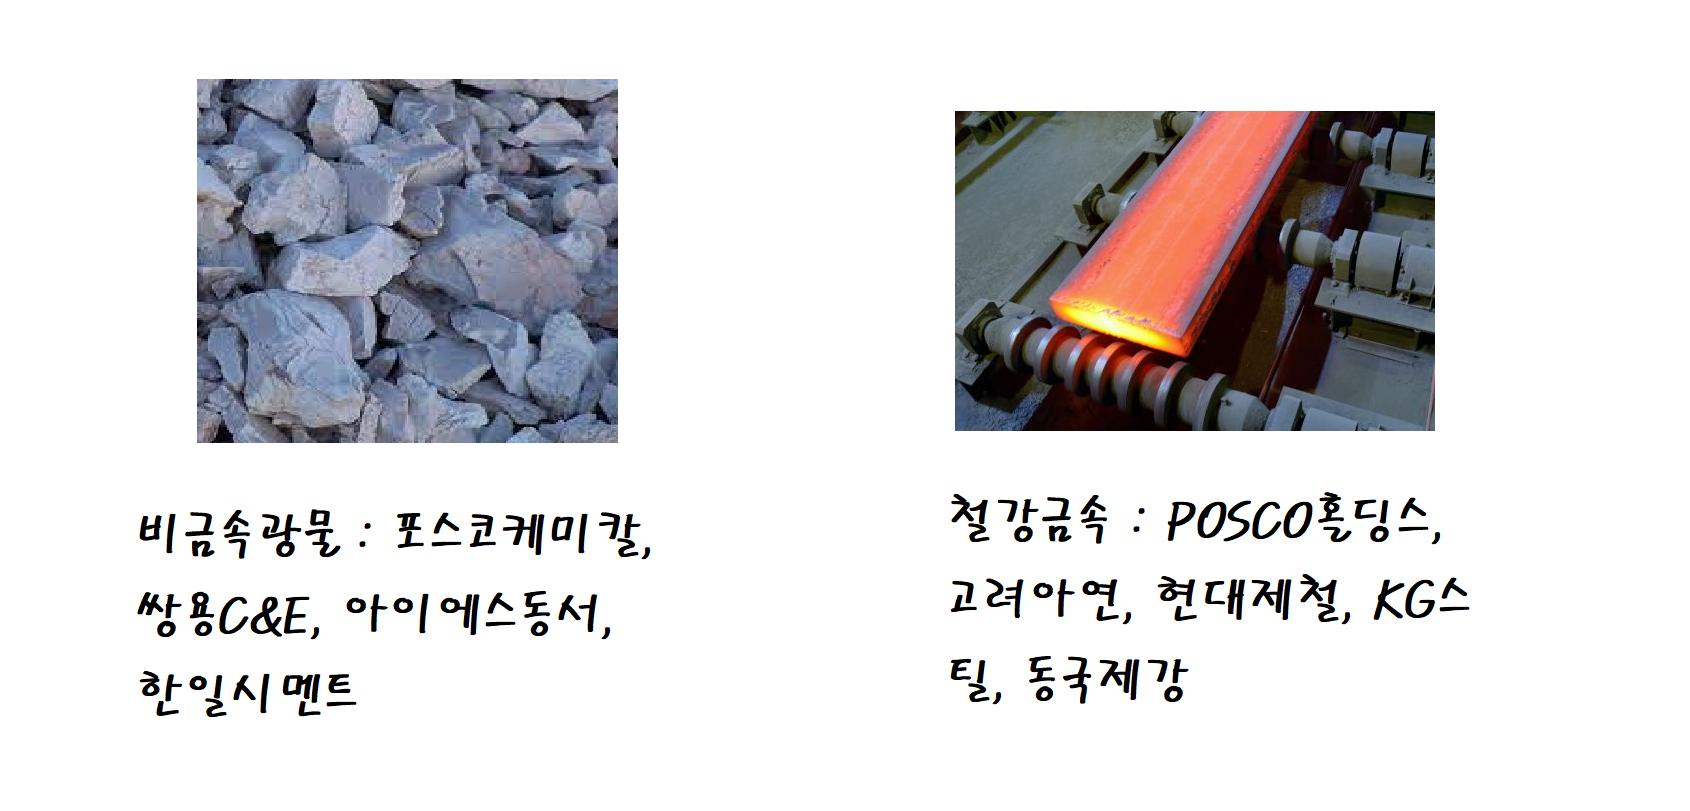 비금속광물 : 포스코케미칼,
쌍용C&E, 아이에스동서,
한일시멘트
철강금속 : POSCO홀딩스,
고려아연, 현대제철, KG스
틸, 동국제강